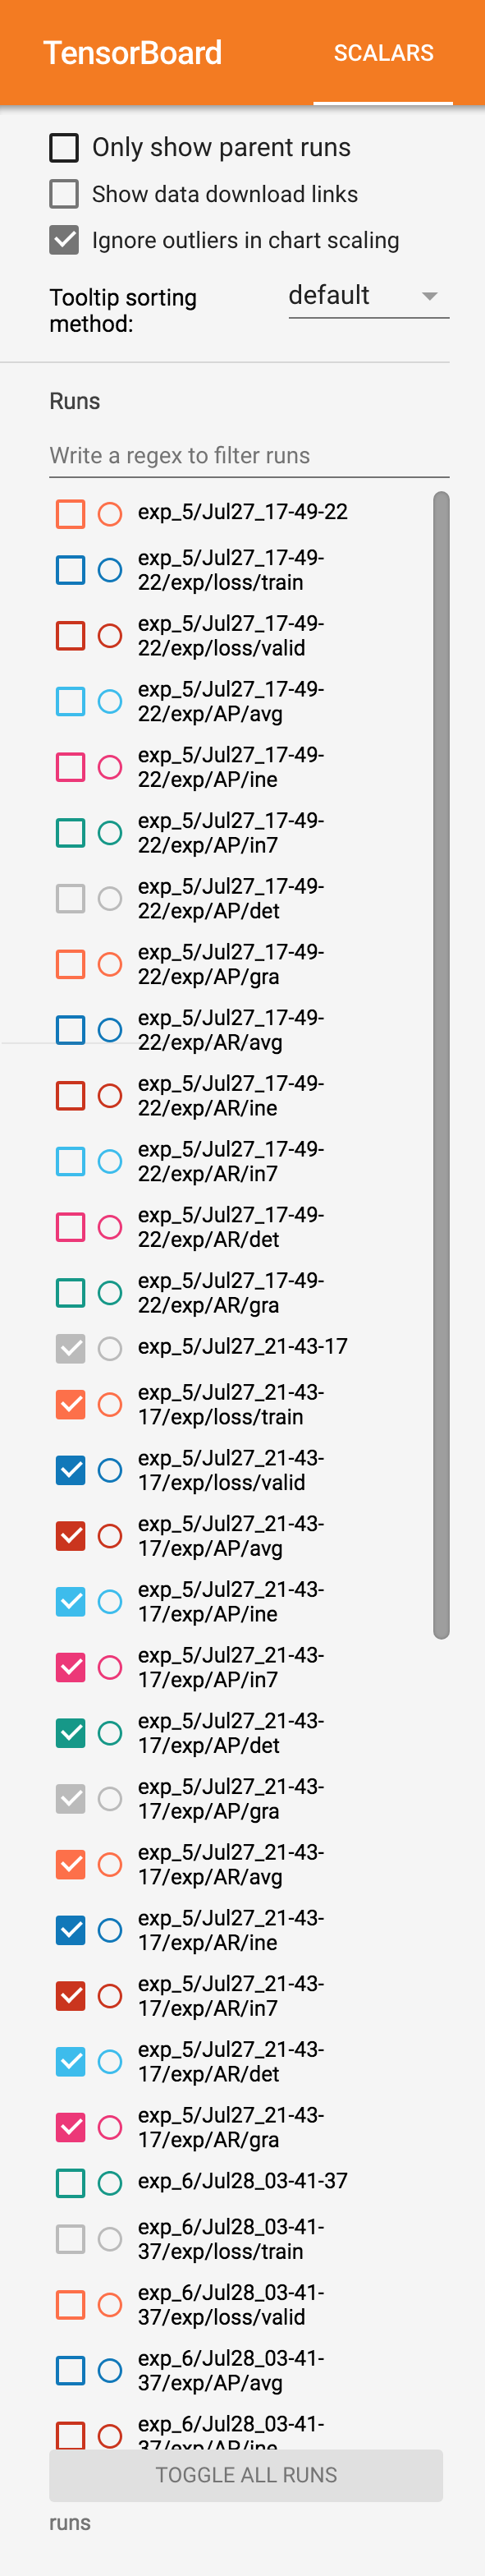 TensorBoard
SCALARS
Only show parent runs
Show data download links
Ignore outliers in chart scaling
Tooltip sorting
method:
default
Runs
Write a regex to filter runs
exp_5/Jul27_17-49-22
exp_5/Jul27_17-49-
22/exp/loss/train
exp_5/Jul27_17-49-
22/exp/loss/valid
exp_5/Jul27_17-49-
22/exp/AP/avg
exp_5/Jul27_17-49-
22/exp/AP/ine
exp_5/Jul27_17-49-
22/exp/AP/in7
exp_5/Jul27_17-49-
22/exp/AP/det
exp_5/Jul27_17-49-
22/exp/AP/gra
exp_5/Jul27_17-49-
22/exp/AR/avg
exp_5/Jul27_17-49-
22/exp/AR/ine
exp_5/Jul27_17-49-
22/exp/AR/in7
exp_5/Jul27_17-49-
22/exp/AR/det
exp_5/Jul27_17-49-
22/exp/AR/gra
exp_5/Jul27_21-43-17
exp_5/Jul27_21-43-
17/exp/loss/train
exp_5/Jul27_21-43-
17/exp/loss/valid
exp_5/Jul27_21-43-
17/exp/AP/avg
exp_5/Jul27_21-43-
17/exp/AP/ine
exp_5/Jul27_21-43-
17/exp/AP/in7
exp_5/Jul27_21-43-
17/exp/AP/det
exp_5/Jul27_21-43-
17/exp/AP/gra
exp_5/Jul27_21-43-
17/exp/AR/avg
exp_5/Jul27_21-43-
17/exp/AR/ine
exp_5/Jul27_21-43-
17/exp/AR/in7
exp_5/Jul27_21-43-
17/exp/AR/det
exp_5/Jul27_21-43-
17/exp/AR/gra
exp_6/Jul28_03-41-37
exp_6/Jul28_03-41-
37/exp/loss/train
exp_6/Jul28_03-41-
37/exp/loss/valid
exp_6/Jul28_03-41-
37/exp/AP/avg
exp_6/Jul28_03-41-
37/exp/AP/ine
TOGGLE ALL RUNS
runs